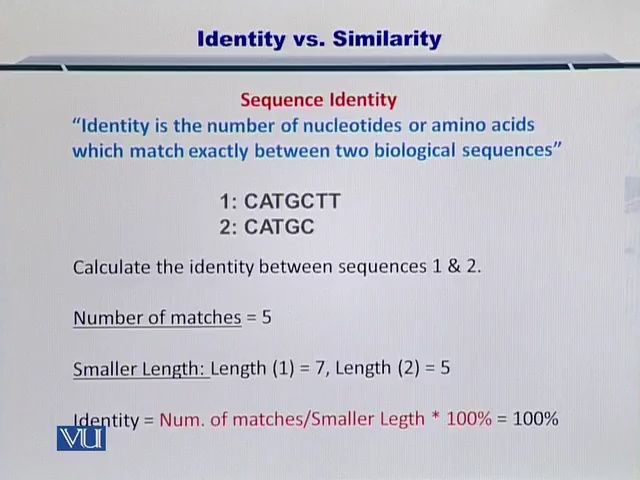 Identity vs. Similarity
Sequence Identity
“Identity is the number of nucleotides or amino acids
which match exactly between two biological sequences”
1: CATGCTT
2: CATGC
Calculate the identity between sequences 1 & 2.
Number of matches = 5
Smaller Length: Length (1) = 7, Length (2) = 5
Identity = Num. of matches/Smaller Legth * 100% = 100%
VU